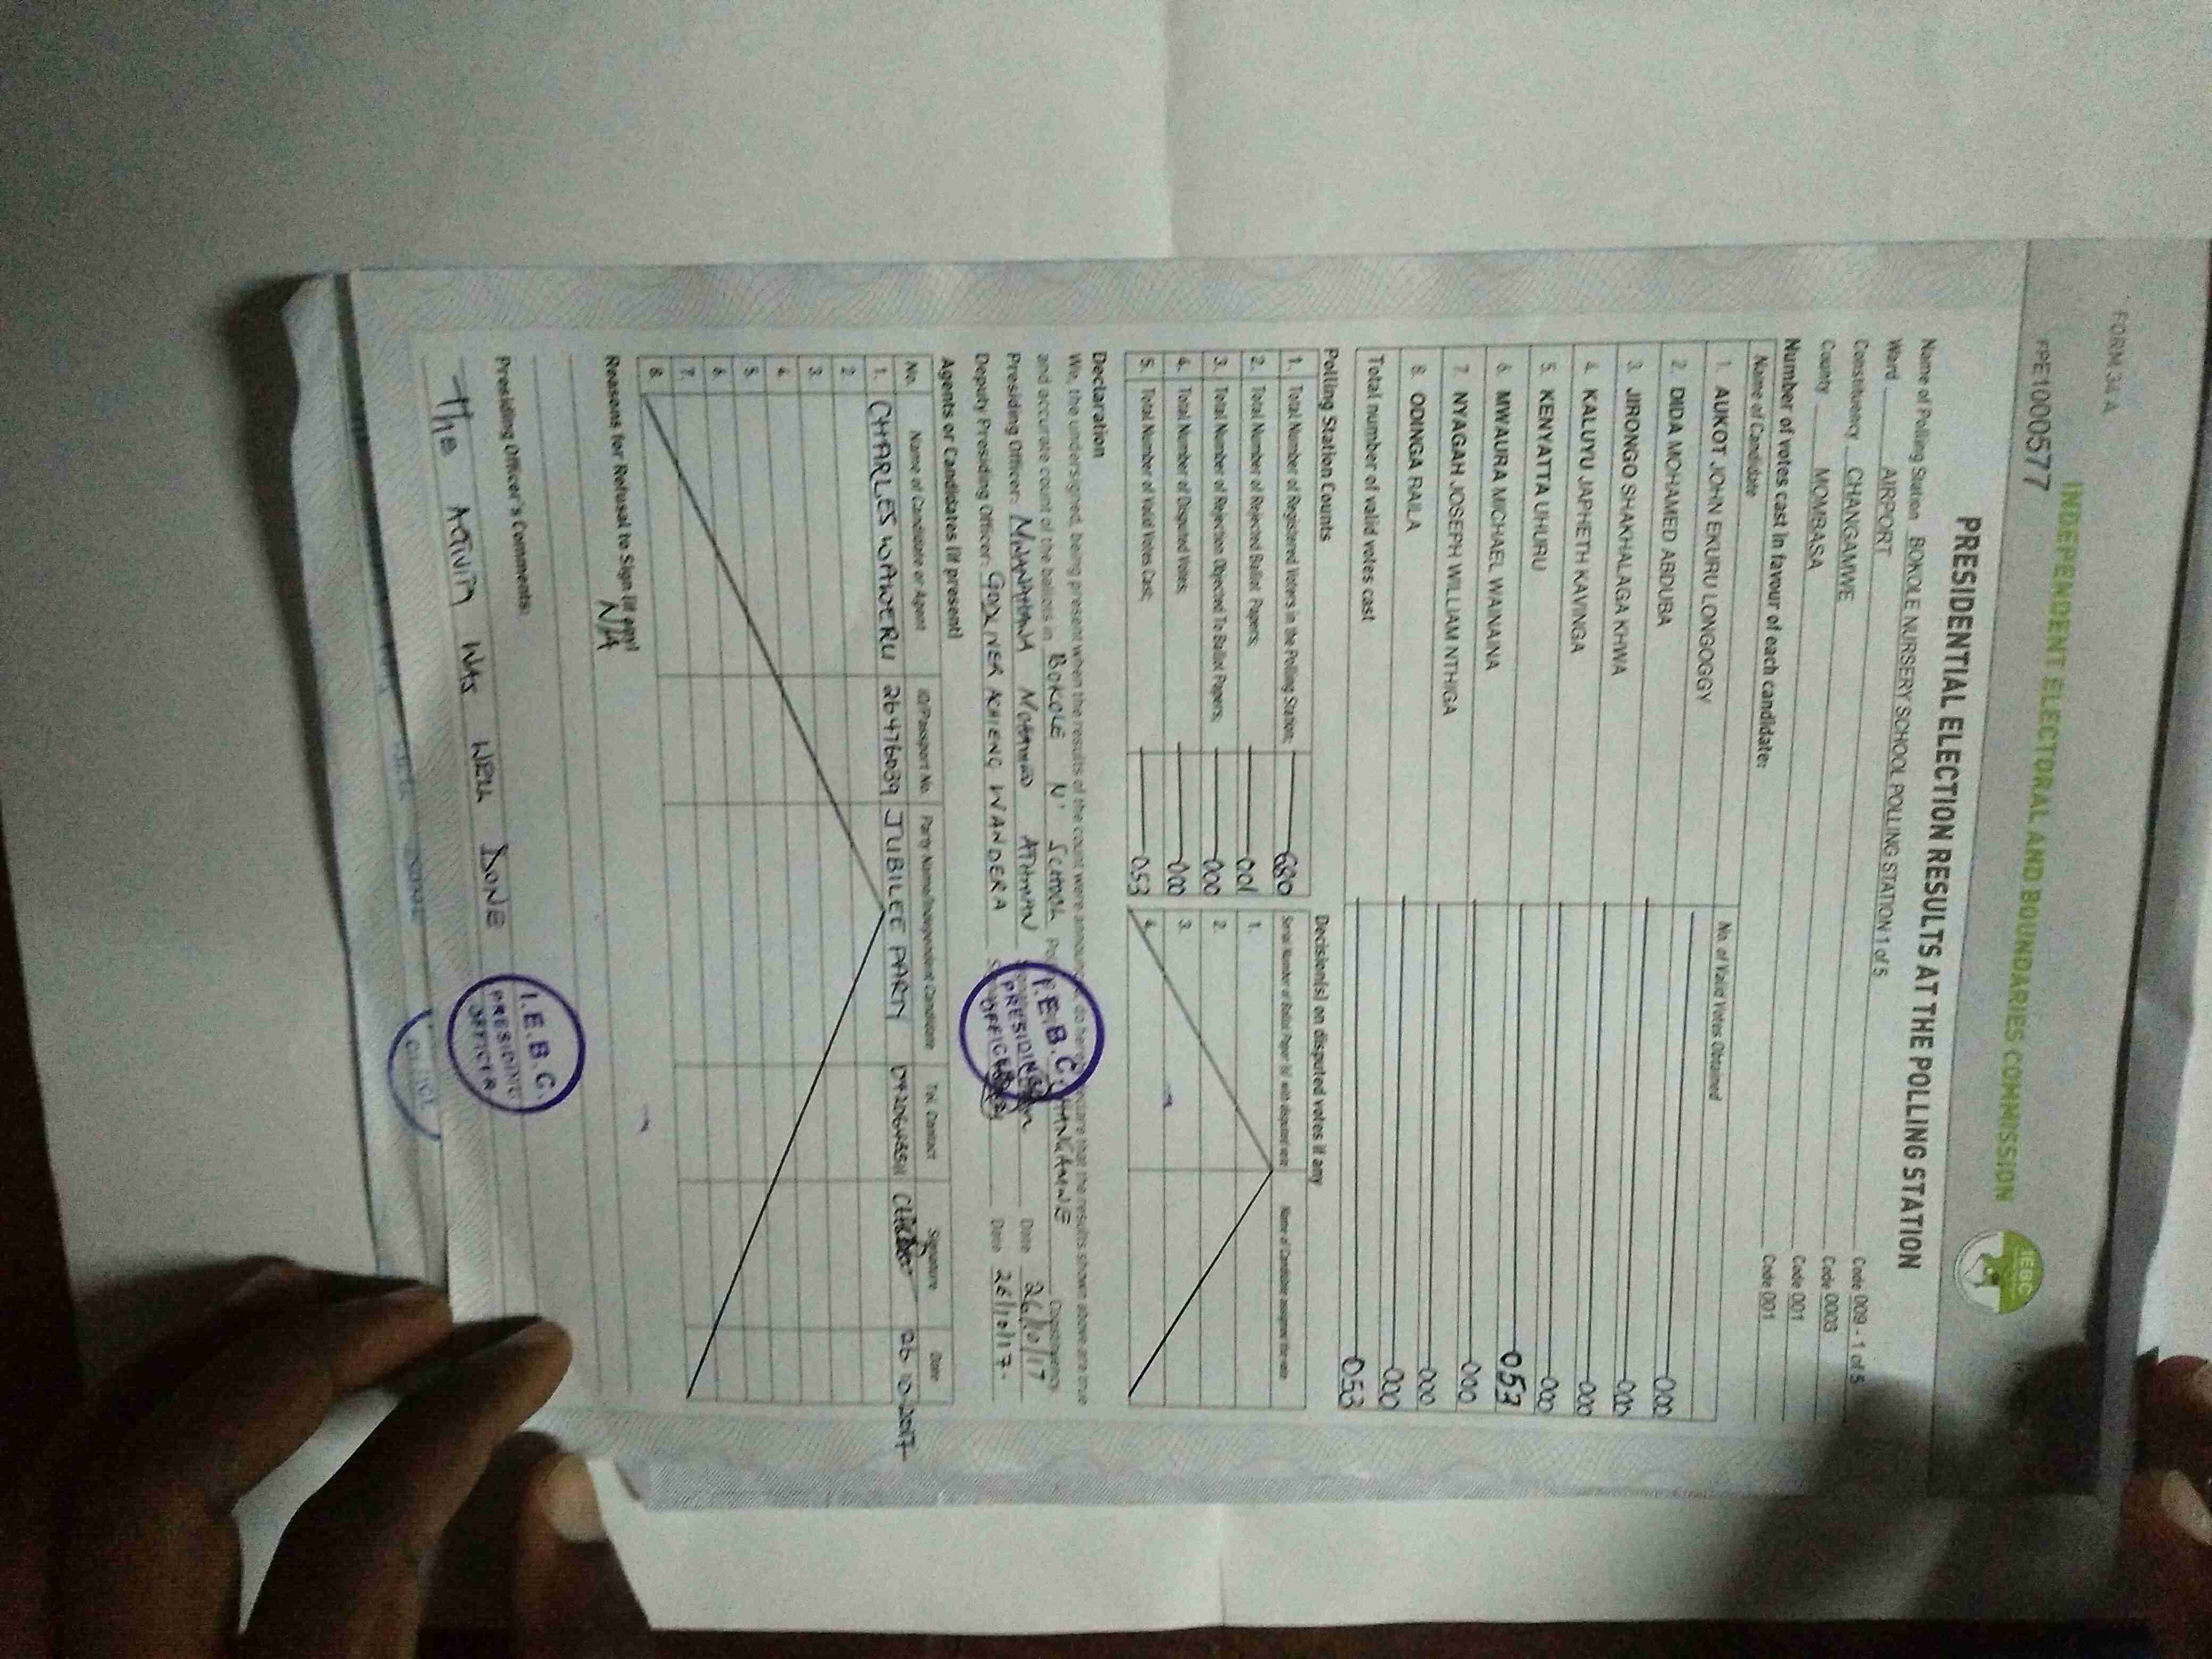 FORM 34 A
INDEPENDENT ELECTORAL AND BOUNDARIES COMMISSION
IEBC
FPE1000577
PRESIDENTIAL ELECTION RESULTS AT THE POLLING STATION
Name of Polling Station BOKOLE NURSERY SCHOOL POLLING STATION 1 of 5 Code 009 - 1 of 5
Ward AIRPORT Code 0003
Constituency CHANGAMWE Code 001
County MOMBASA Code 001
Number of votes cast in favour of each candidate:
Name of Candidate No. of Valid Votes Obtained
1. AUKOT JOHN EKURU LONGOGGY 000
2. DIDA MOHAMED ABDUBA 000
3. JIRONGO SHAKHALAGA KHWA 000
4. KALUYU JAPHETH KAVINGA 000
5. KENYATTA UHURU 053
6. MWAURA MICHAEL WAINAINA 000
7. NYAGAH JOSEPH WILLIAM NTHIGA 000
8. ODINGA RAILA 000
Total number of valid votes cast 053
Polling Station Counts Decision(s) on disputed votes if any
1. Total Number of Registered Voters in the Polling Station; 680 Serial Number of Ballot Paper (s) with disputed vote Name of Candidate assigned the vote
2. Total Number of Rejected Ballot Papers; 001 1.
3. Total Number of Rejection Objected To Ballot Papers; 000 2.
4. Total Number of Disputed Votes; 000 3.
5. Total Number of Valid Votes Cast; 053 4.
Declaration
We, the undersigned, being present when the results of the count were announced, do hereby declare that the results shown above are true
and accurate count of the ballots in BOKOLE N' SCHOOL CHANGAMWE Constituency
Presiding Officer: MWANAHAWA MOHAMED ATHMAN Date 26/10/17
Deputy Presiding Officer: GODLIVER ACHIENG WANDERA Date 26/10/17
I.E.B.C.
PRESIDING
OFFICER
Agents or Candidates (if present)
No. Name of Candidate or Agent ID/Passport No. Party Name/Independent Candidate Tel. Contact Signature Date
1. CHARLES WAWERU 26476039 JUBILEE PARTY 26-10-2017
2.
3.
4.
5.
6.
7.
8.
Reasons for Refusal to Sign (if any)
N/A
Presiding Officer's Comments:
The ACTIVITY WAS WELL DONE
I.E.B.C.
PRESIDING
OFFICER